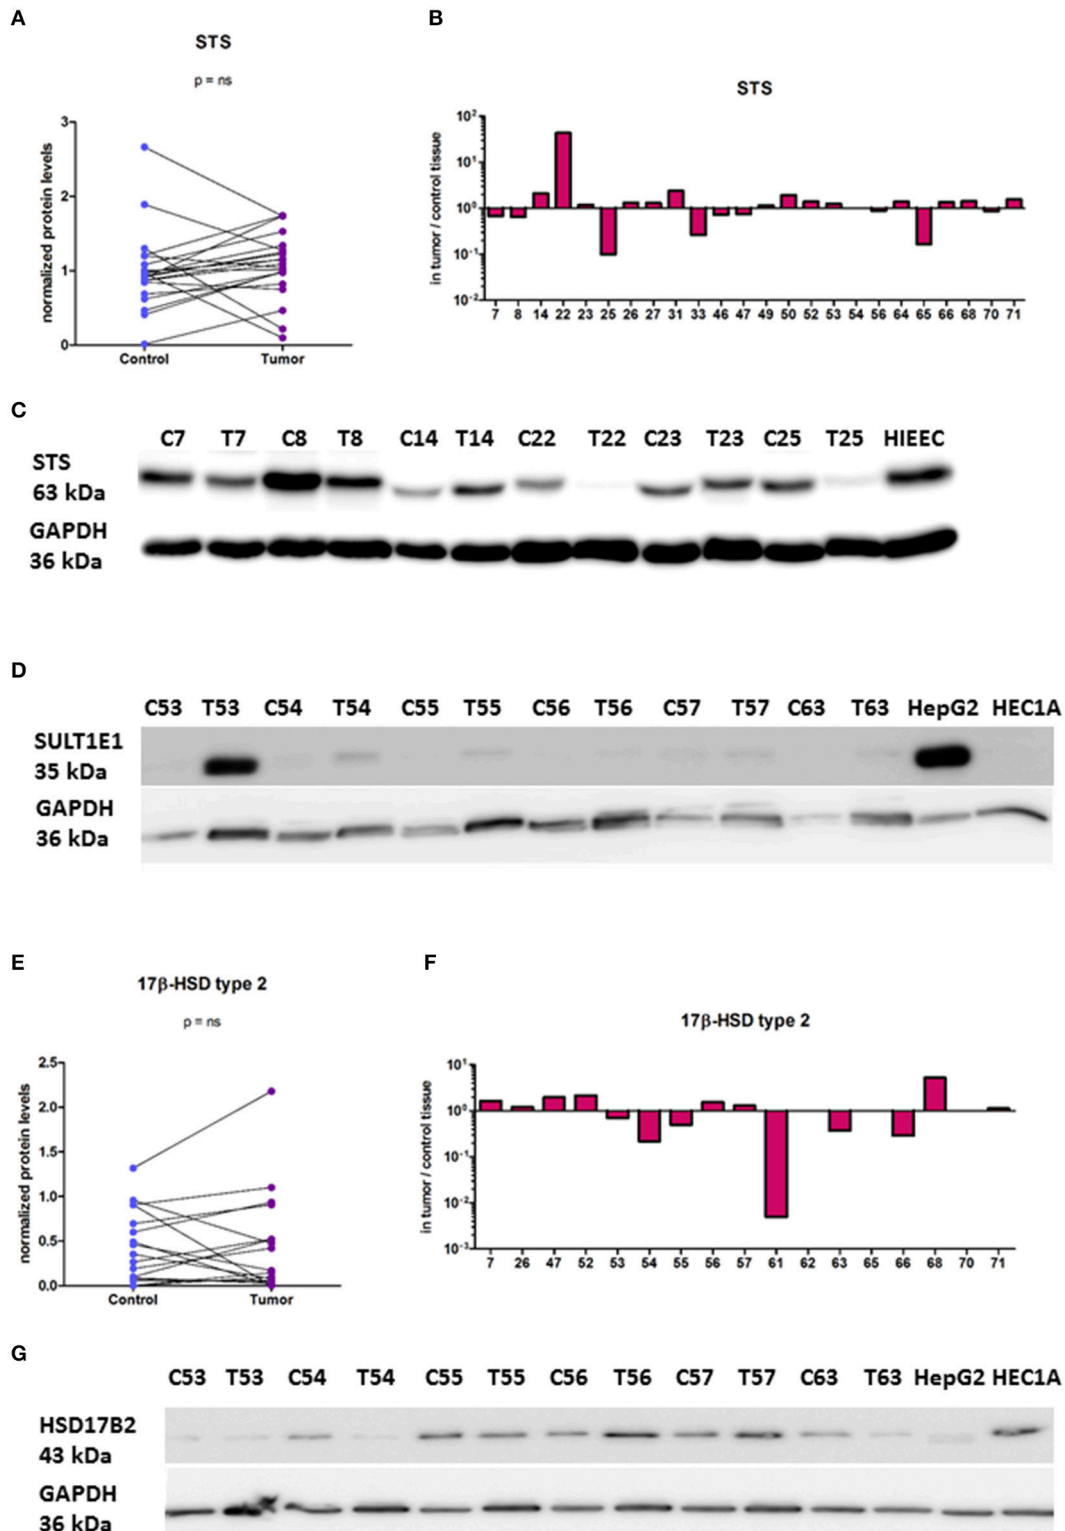 A
STS
p = ns
normalized protein levels
3
2
1
0
Control Tumor
B
STS
in tumor / control tissue
10²
10¹
10⁰
10⁻¹
10⁻²
7 8 14 22 23 25 26 27 31 33 46 47 49 50 52 53 54 56 64 65 66 68 70 71
C
C7 T7 C8 T8 C14 T14 C22 T22 C23 T23 C25 T25 HIEEC
STS
63 kDa
GAPDH
36 kDa
D
C53 T53 C54 T54 C55 T55 C56 T56 C57 T57 C63 T63 HepG2 HEC1A
SULT1E1
35 kDa
GAPDH
36 kDa
E
17β-HSD type 2
p = ns
normalized protein levels
2.5
2.0
1.5
1.0
0.5
0.0
Control Tumor
F
17β-HSD type 2
in tumor / control tissue
10¹
10⁰
10⁻¹
10⁻²
10⁻³
7 26 47 52 53 54 55 56 57 61 62 63 65 66 68 70 71
G
C53 T53 C54 T54 C55 T55 C56 T56 C57 T57 C63 T63 HepG2 HEC1A
HSD17B2
43 kDa
GAPDH
36 kDa